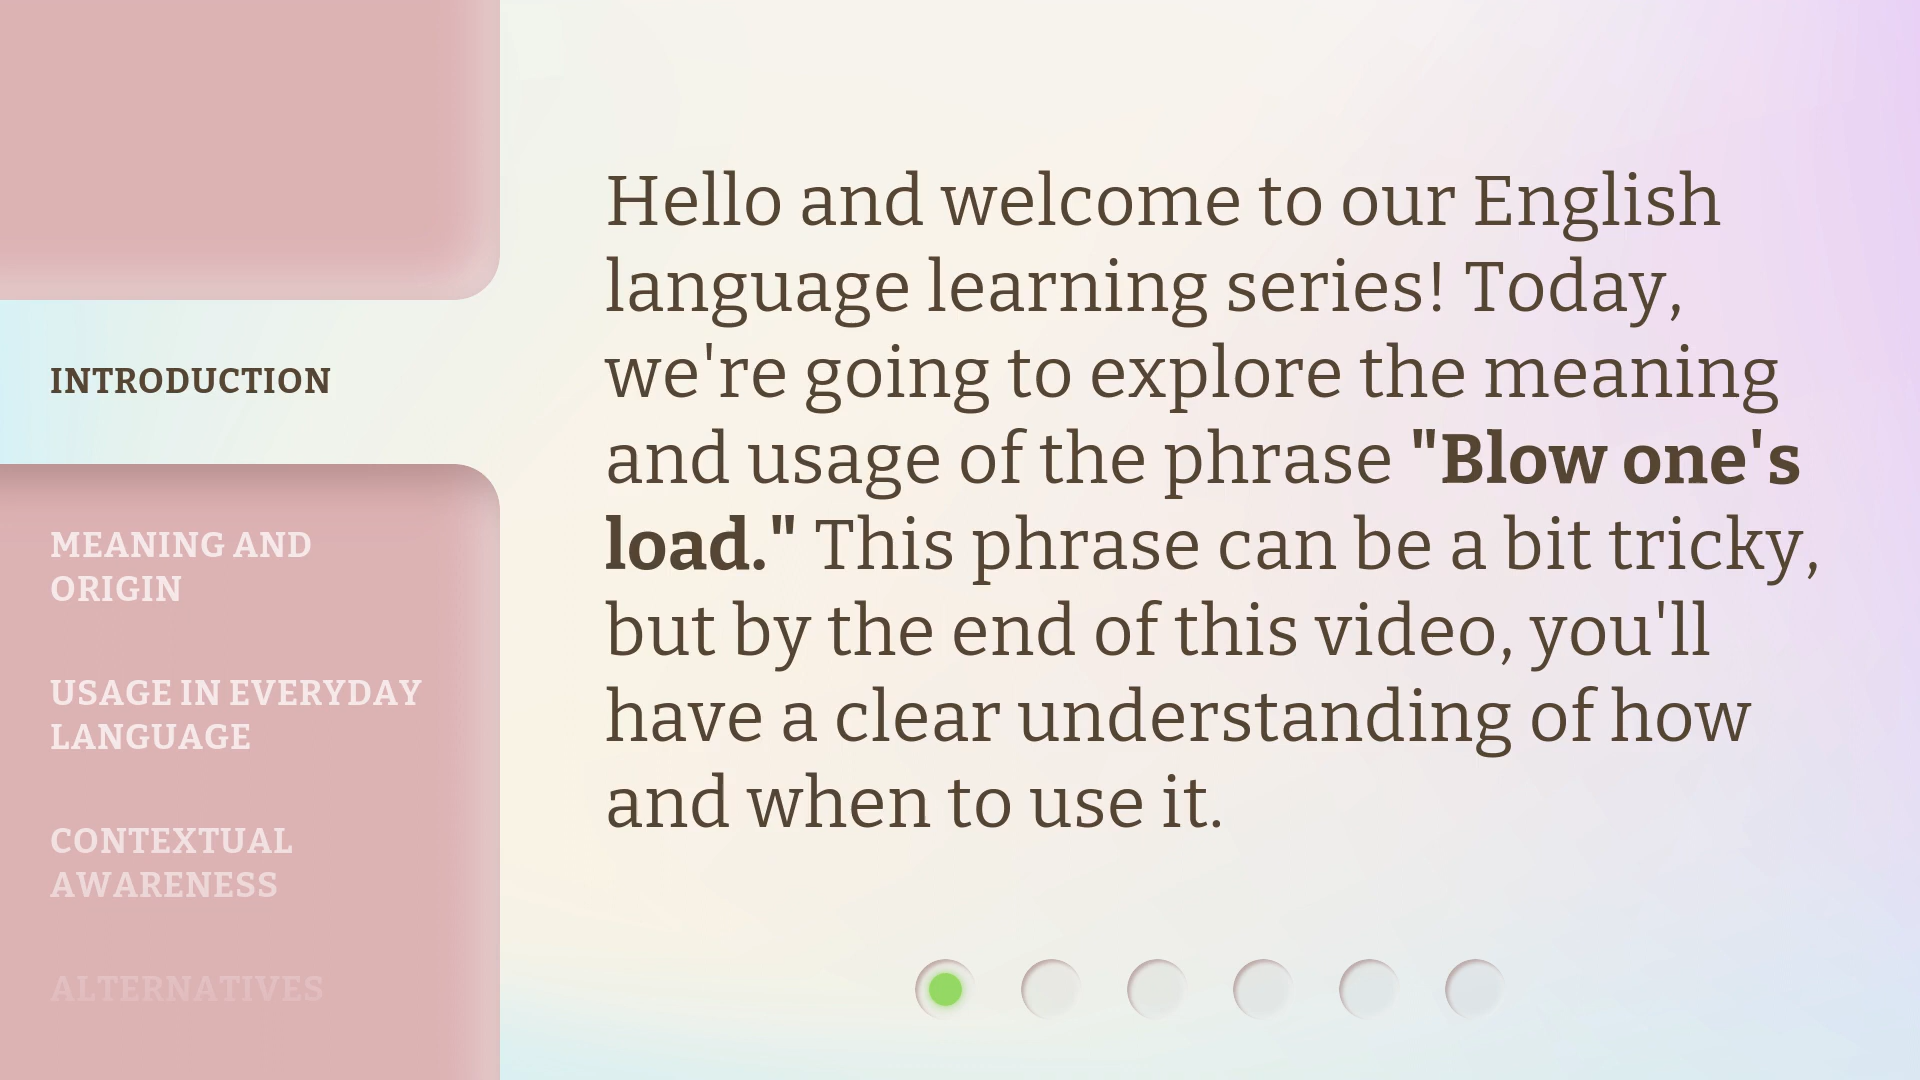 INTRODUCTION
MEANING AND
ORIGIN
USAGE IN EVERYDAY
LANGUAGE
CONTEXTUAL
AWARENESS
ALTERNATIVES
Hello and welcome to our English
language learning series! Today,
we're going to explore the meaning
and usage of the phrase "Blow one's
load." This phrase can be a bit tricky,
but by the end of this video, you'll
have a clear understanding of how
and when to use it.